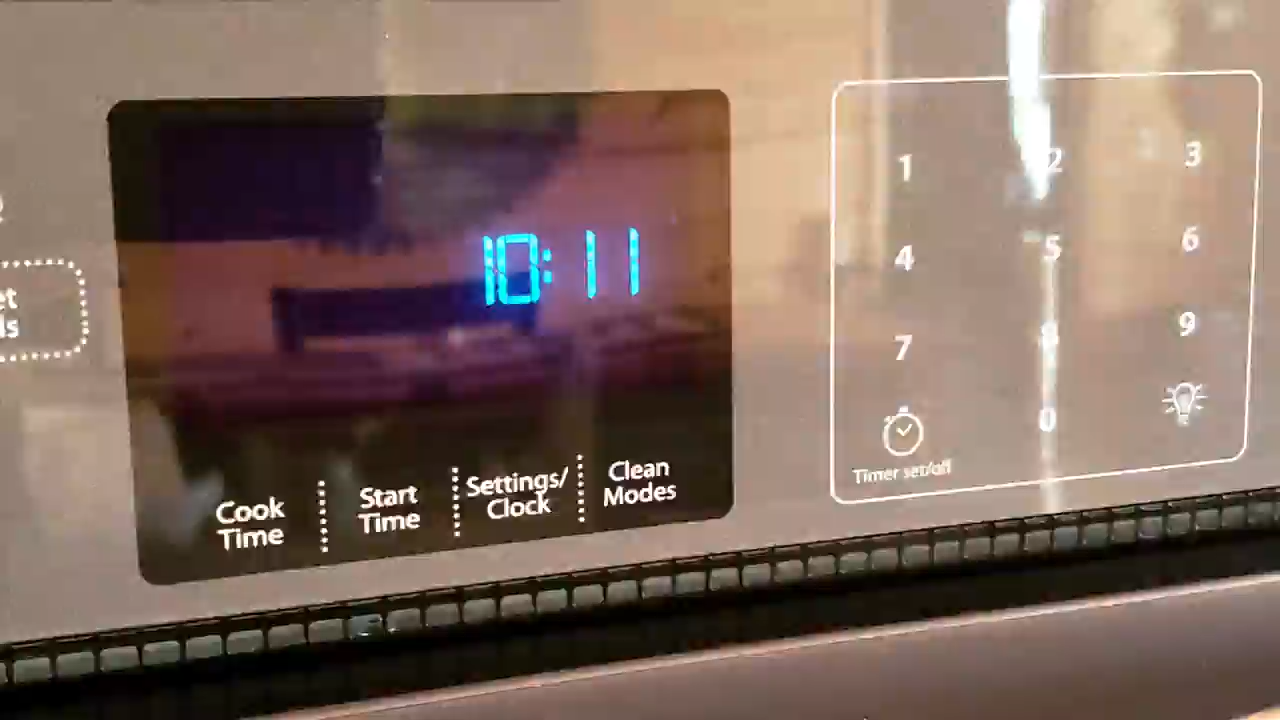 10:11
Cook
Time
Start
Time
Settings/
Clock
Clean
Modes
1 2 3
4 5 6
7 8 9
0
Timer set/off